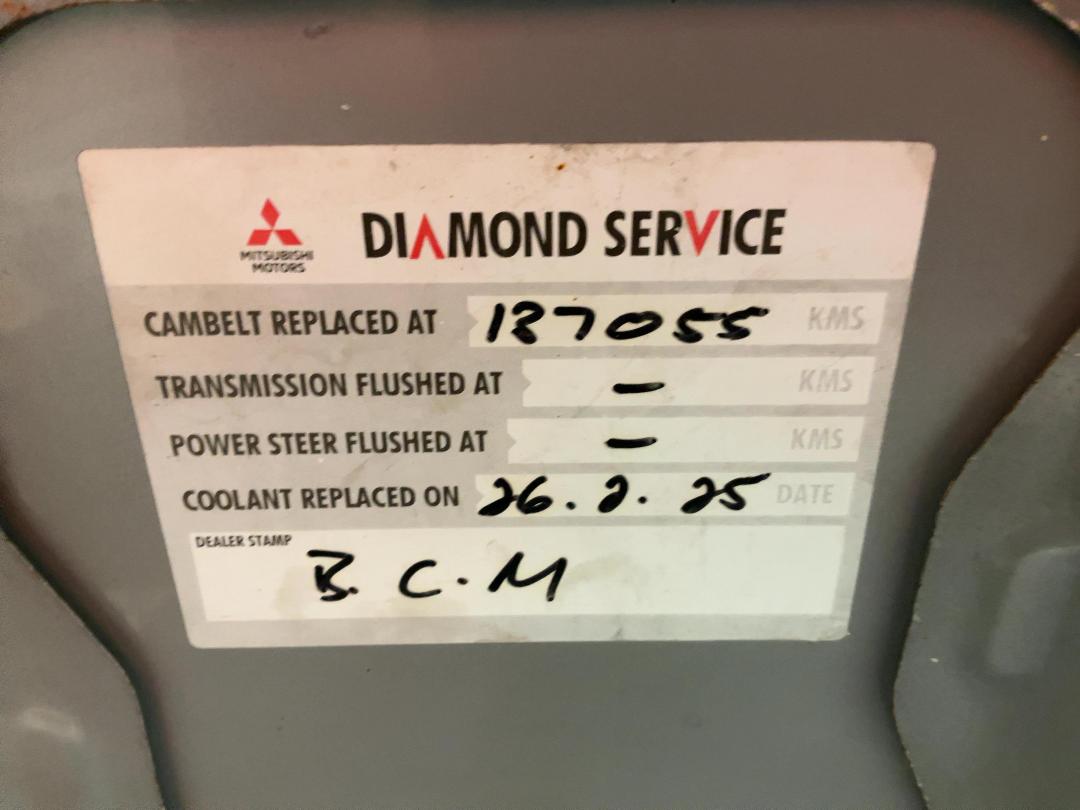 MITSUBISHI
MOTORS
DIAMOND SERVICE
CAMBELT REPLACED AT 137055 KMS
TRANSMISSION FLUSHED AT - KMS
POWER STEER FLUSHED AT - KMS
COOLANT REPLACED ON 26.2.25 DATE
DEALER STAMP
B.C.M